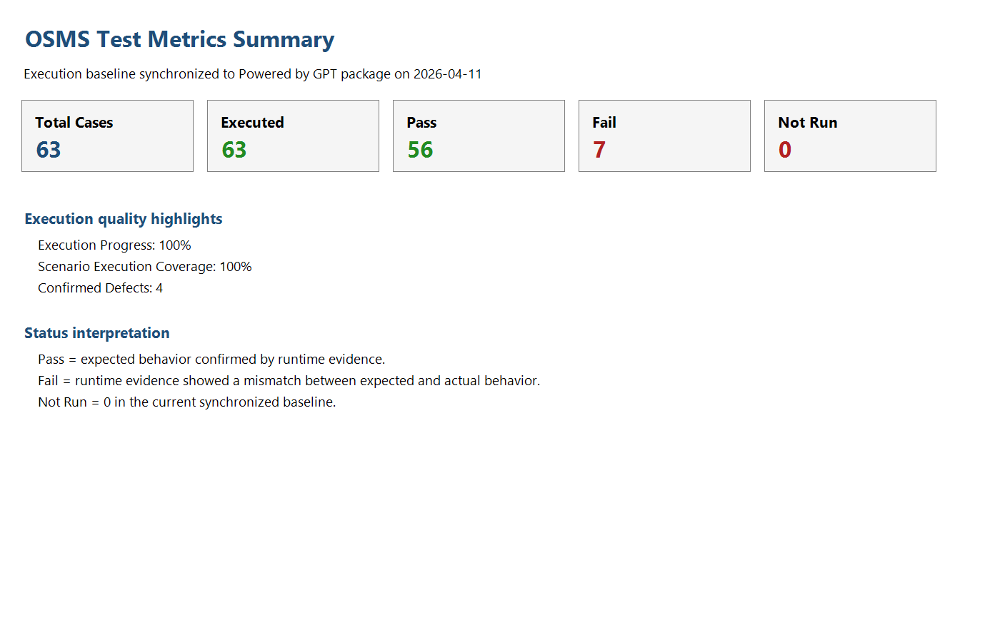 OSMS Test Metrics Summary
Execution baseline synchronized to Powered by GPT package on 2026-04-11
Total Cases
63
Executed
63
Pass
56
Fail
7
Not Run
0
Execution quality highlights
Execution Progress: 100%
Scenario Execution Coverage: 100%
Confirmed Defects: 4
Status interpretation
Pass = expected behavior confirmed by runtime evidence.
Fail = runtime evidence showed a mismatch between expected and actual behavior.
Not Run = 0 in the current synchronized baseline.